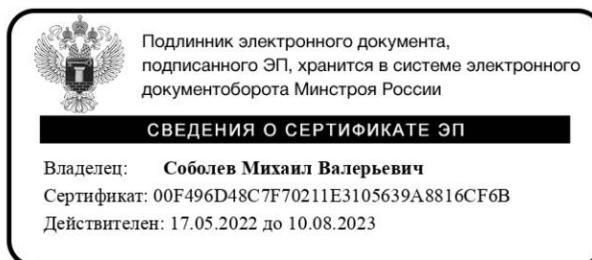 Подлинник электронного документа,
подписанного ЭП, хранится в системе электронного
документоборота Минстроя России
СВЕДЕНИЯ О СЕРТИФИКАТЕ ЭП
Владелец: Соболев Михаил Валерьевич
Сертификат: 00F496D48C7F70211E3105639A8816CF6B
Действителен: 17.05.2022 до 10.08.2023